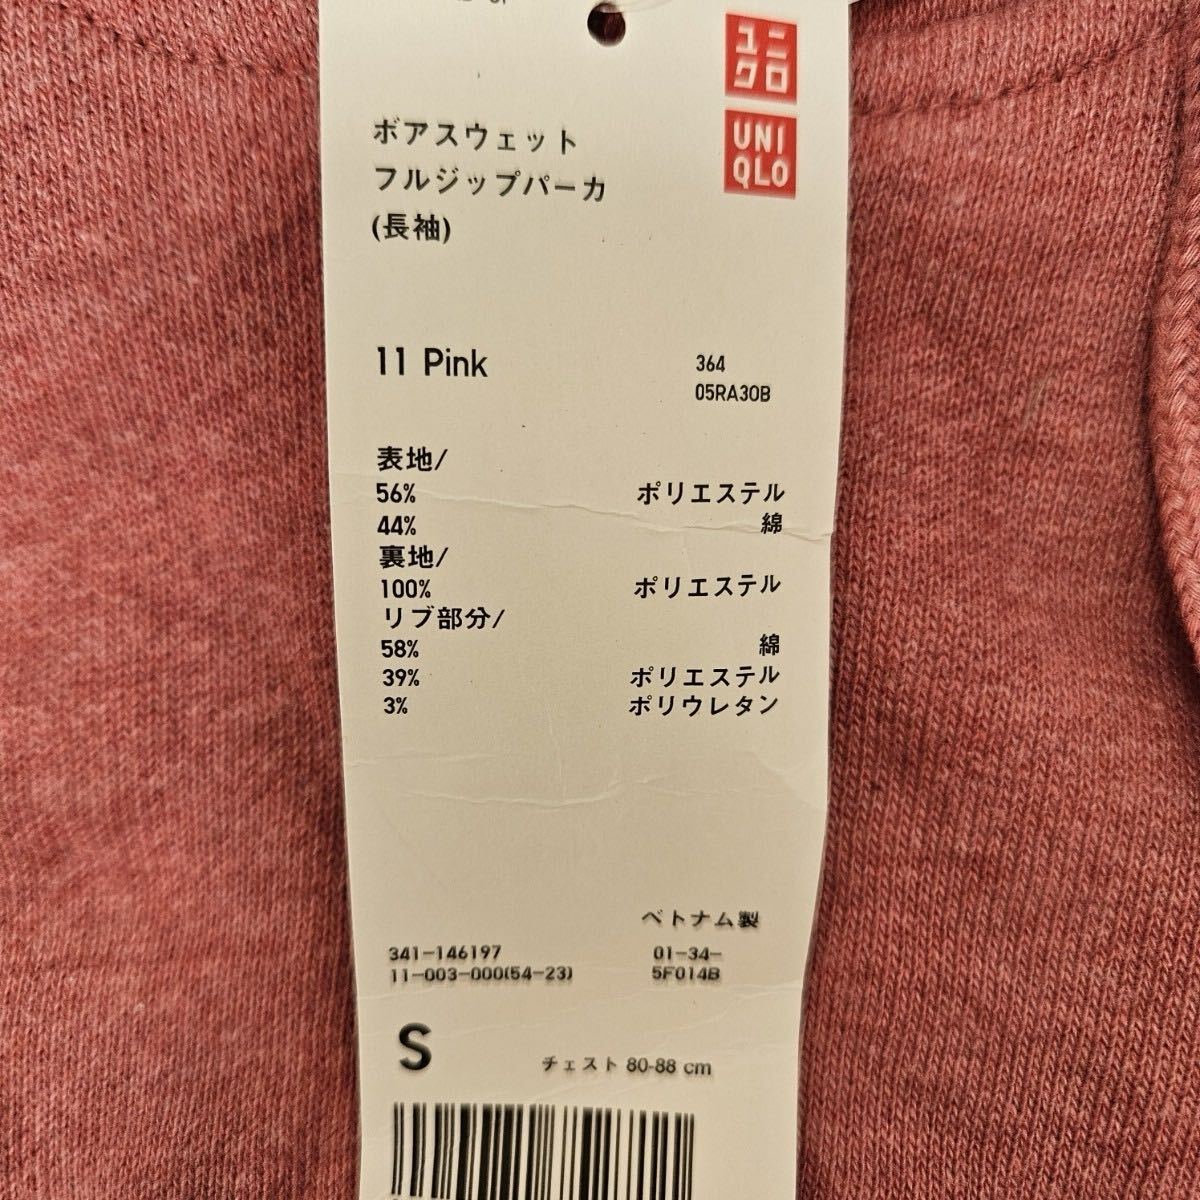 ユニ
クロ
UNI
QLO
ボアスウェット
フルジップパーカ
(長袖)
11 Pink
364
05RA30B
表地/
56% ポリエステル
44% 綿
裏地/
100% ポリエステル
リブ部分/
58% 綿
39% ポリエステル
3% ポリウレタン
ベトナム製
341-146197 01-34-
11-003-000(54-23) 5F014B
S チェスト 80-88 cm